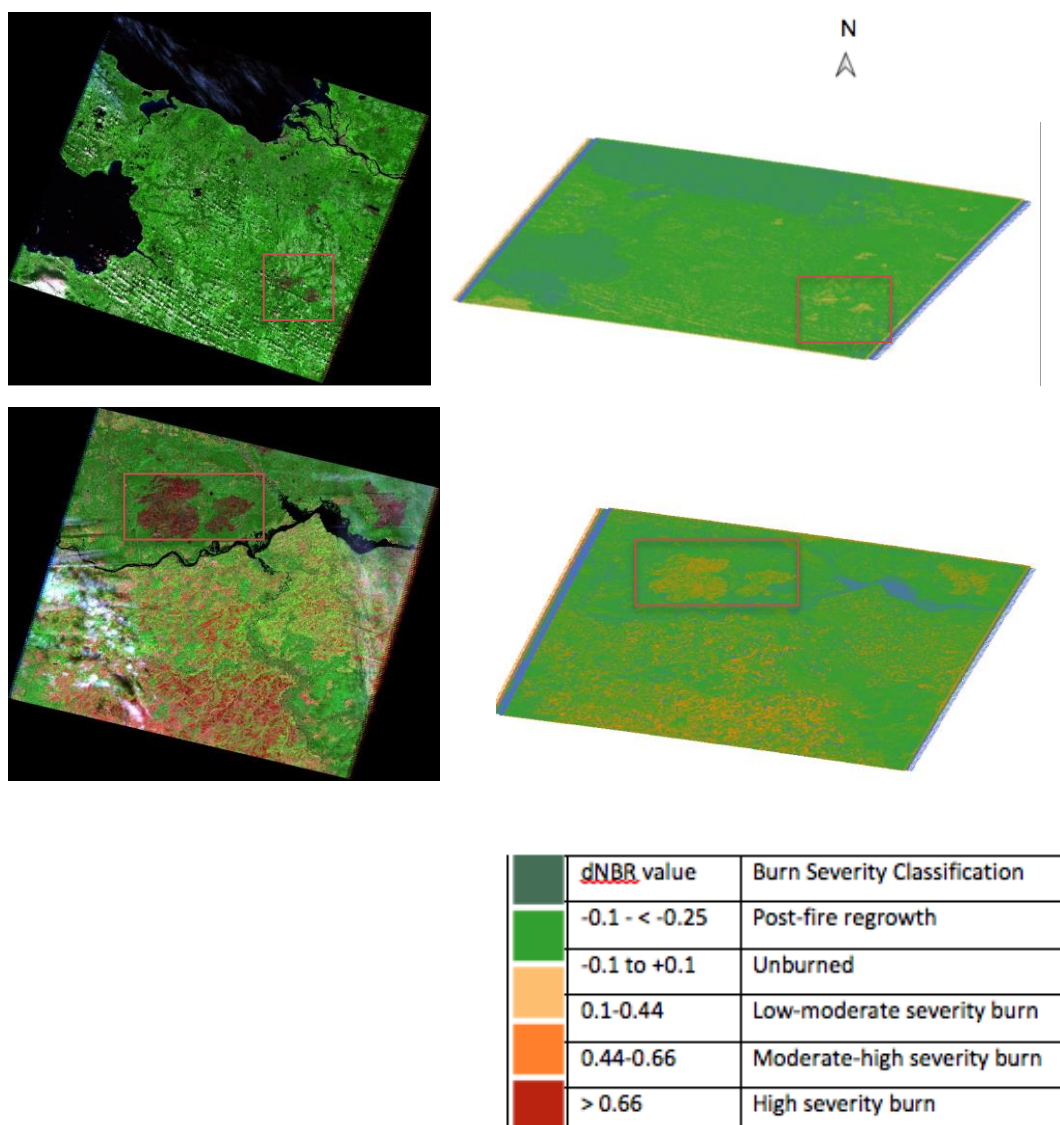 N
dNBR value Burn Severity Classification
-0.1 - < -0.25 Post-fire regrowth
-0.1 to +0.1 Unburned
0.1-0.44 Low-moderate severity burn
0.44-0.66 Moderate-high severity burn
> 0.66 High severity burn